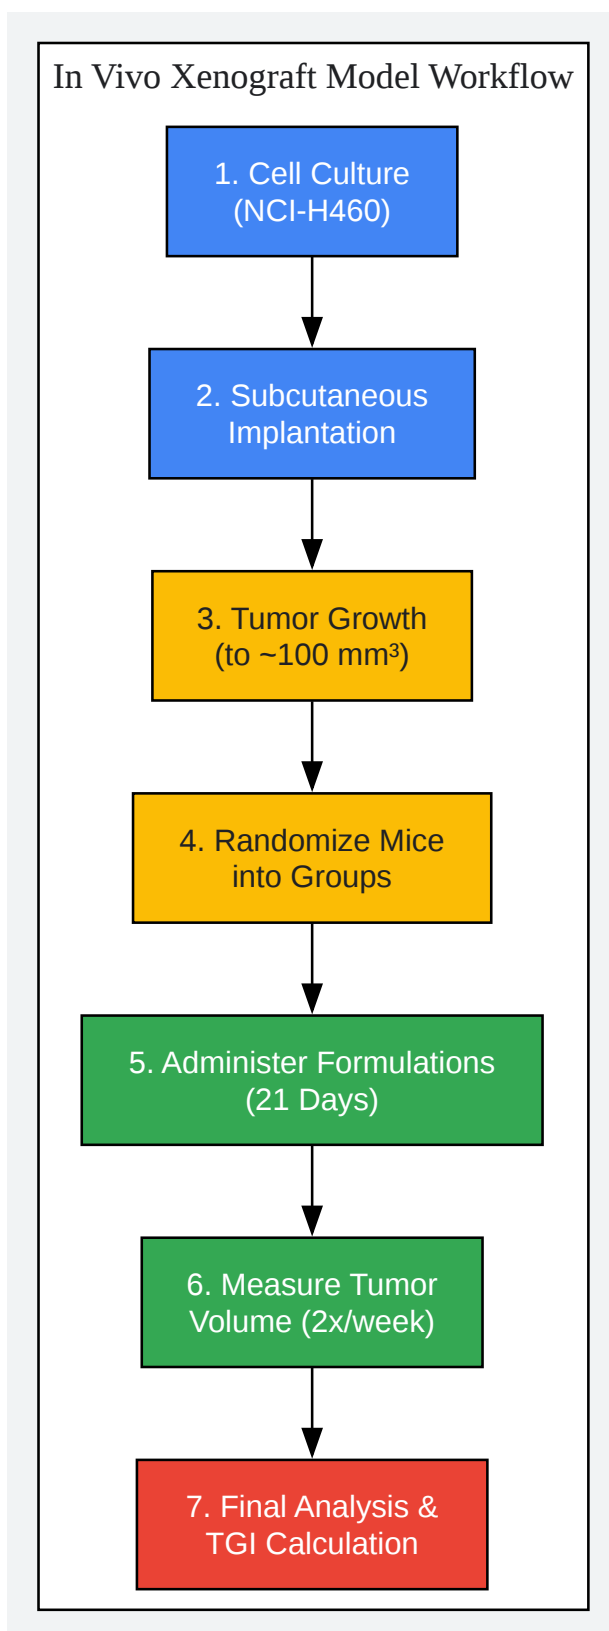 In Vivo Xenograft Model Workflow
1. Cell Culture
(NCI-H460)
2. Subcutaneous
Implantation
3. Tumor Growth
(to ~100 mm³)
4. Randomize Mice
into Groups
5. Administer Formulations
(21 Days)
6. Measure Tumor
Volume (2x/week)
7. Final Analysis &
TGI Calculation